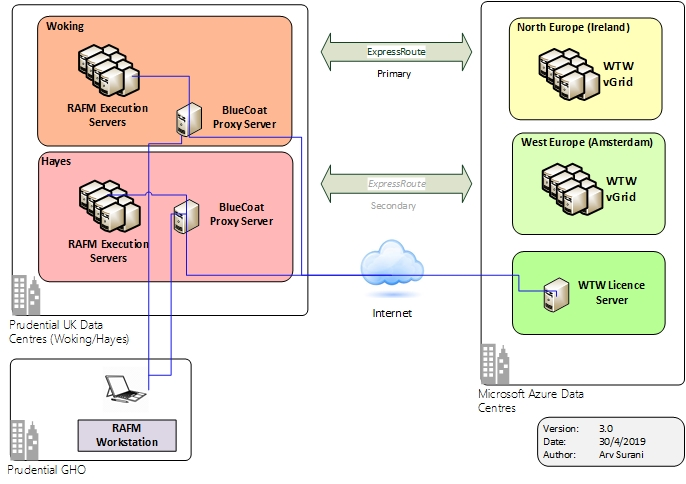 Woking
RAFM Execution
Servers
BlueCoat
Proxy Server
Hayes
RAFM Execution
Servers
BlueCoat
Proxy Server
Prudential UK Data
Centres (Woking/Hayes)
RAFM
Workstation
Prudential GHO
ExpressRoute
Primary
ExpressRoute
Secondary
Internet
North Europe (Ireland)
WTW
vGrid
West Europe (Amsterdam)
WTW
vGrid
WTW Licence
Server
Microsoft Azure Data
Centres
Version: 3.0
Date: 30/4/2019
Author: Arv Surani